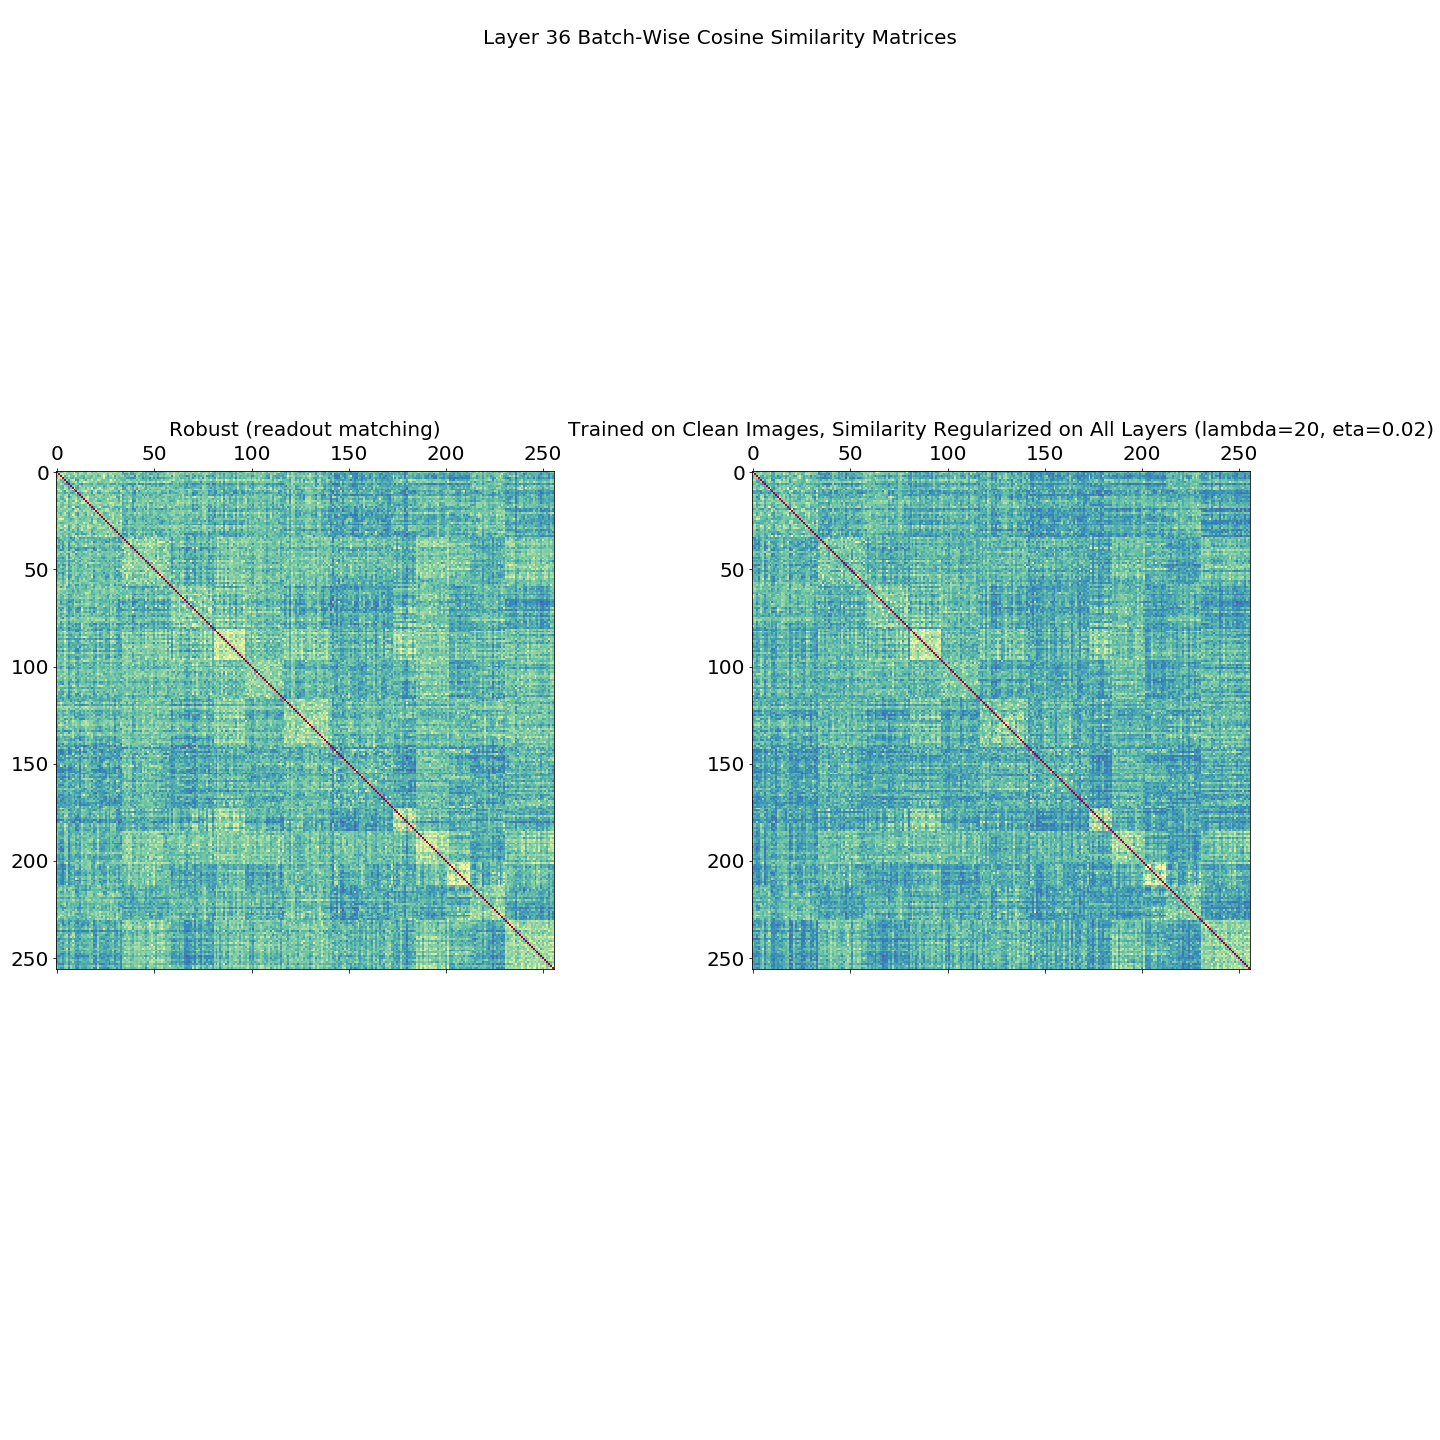 Layer 36 Batch-Wise Cosine Similarity Matrices
Robust (readout matching)
Trained on Clean Images, Similarity Regularized on All Layers (lambda=20, eta=0.02)
0 50 100 150 200 250
0 50 100 150 200 250
0
50
100
150
200
250
0
50
100
150
200
250